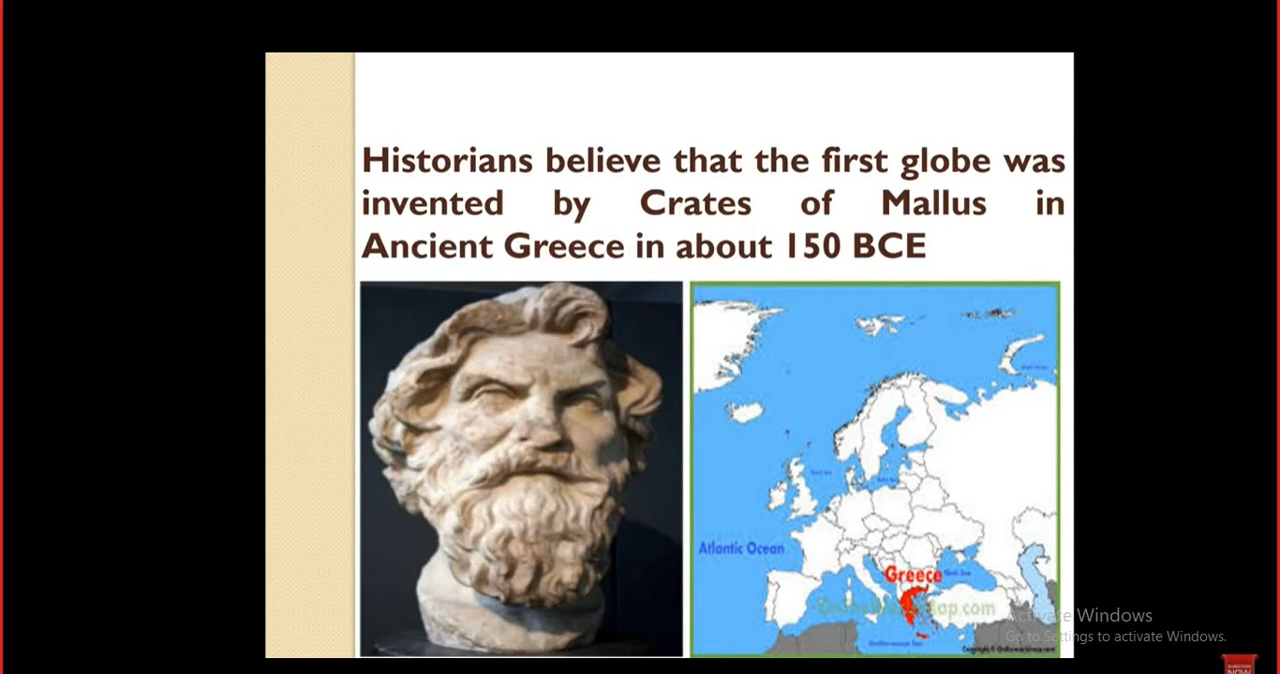 Historians believe that the first globe was
invented by Crates of Mallus in
Ancient Greece in about 150 BCE
Atlantic Ocean
Greece
Activate Windows
Go to Settings to activate Windows.